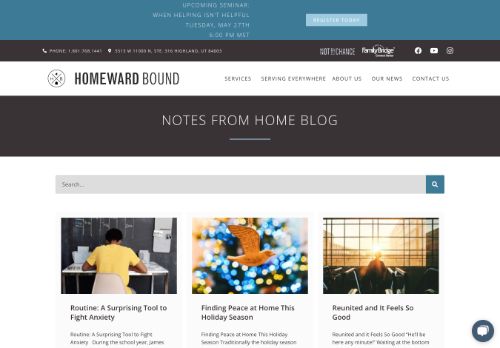 UPCOMING SEMINAR:
WHEN HELPING ISN'T HELPFUL
TUESDAY, MAY 27TH
6:00 PM MST
REGISTER TODAY
PHONE: 1.801.768.1441
3515 W 11000 N, STE. 316 HIGHLAND, UT 84003
NOTBYCHANCE
FamilyBridge
HOMEWARD BOUND
SERVICES
SERVING EVERYWHERE
ABOUT US
OUR NEWS
CONTACT US
NOTES FROM HOME BLOG
Search...
Routine: A Surprising Tool to
Fight Anxiety
Routine: A Surprising Tool to Fight
Anxiety During the school year, James
Finding Peace at Home This
Holiday Season
Finding Peace at Home This Holiday
Season Traditionally the holiday season
Reunited and It Feels So
Good
Reunited and it Feels So Good "He'll be
here any minute!" Waiting at the bottom